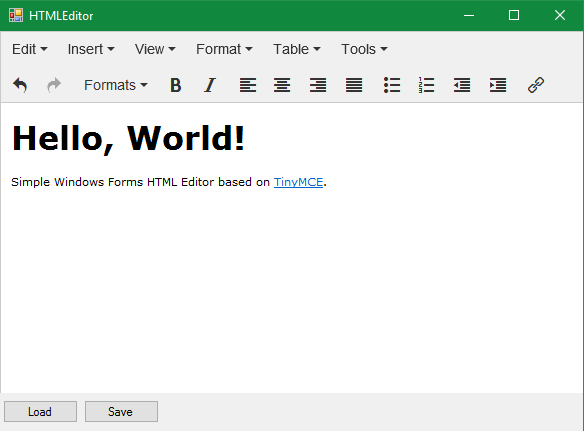 HTMLEditor
Edit Insert View Format Table Tools
Formats B I
Hello, World!
Simple Windows Forms HTML Editor based on TinyMCE.
Load Save